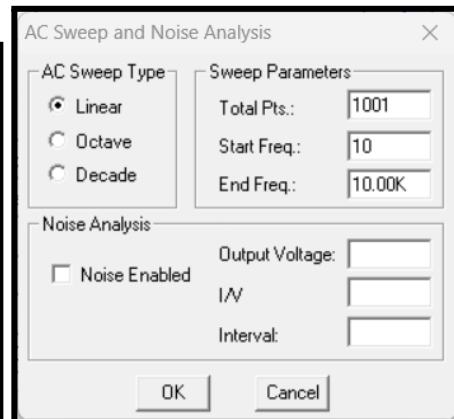 AC Sweep and Noise Analysis
AC Sweep Type
Linear
Octave
Decade
Sweep Parameters
Total Pts.: 1001
Start Freq.: 10
End Freq.: 10.00K
Noise Analysis
Noise Enabled
Output Voltage:
I/V
Interval:
OK Cancel